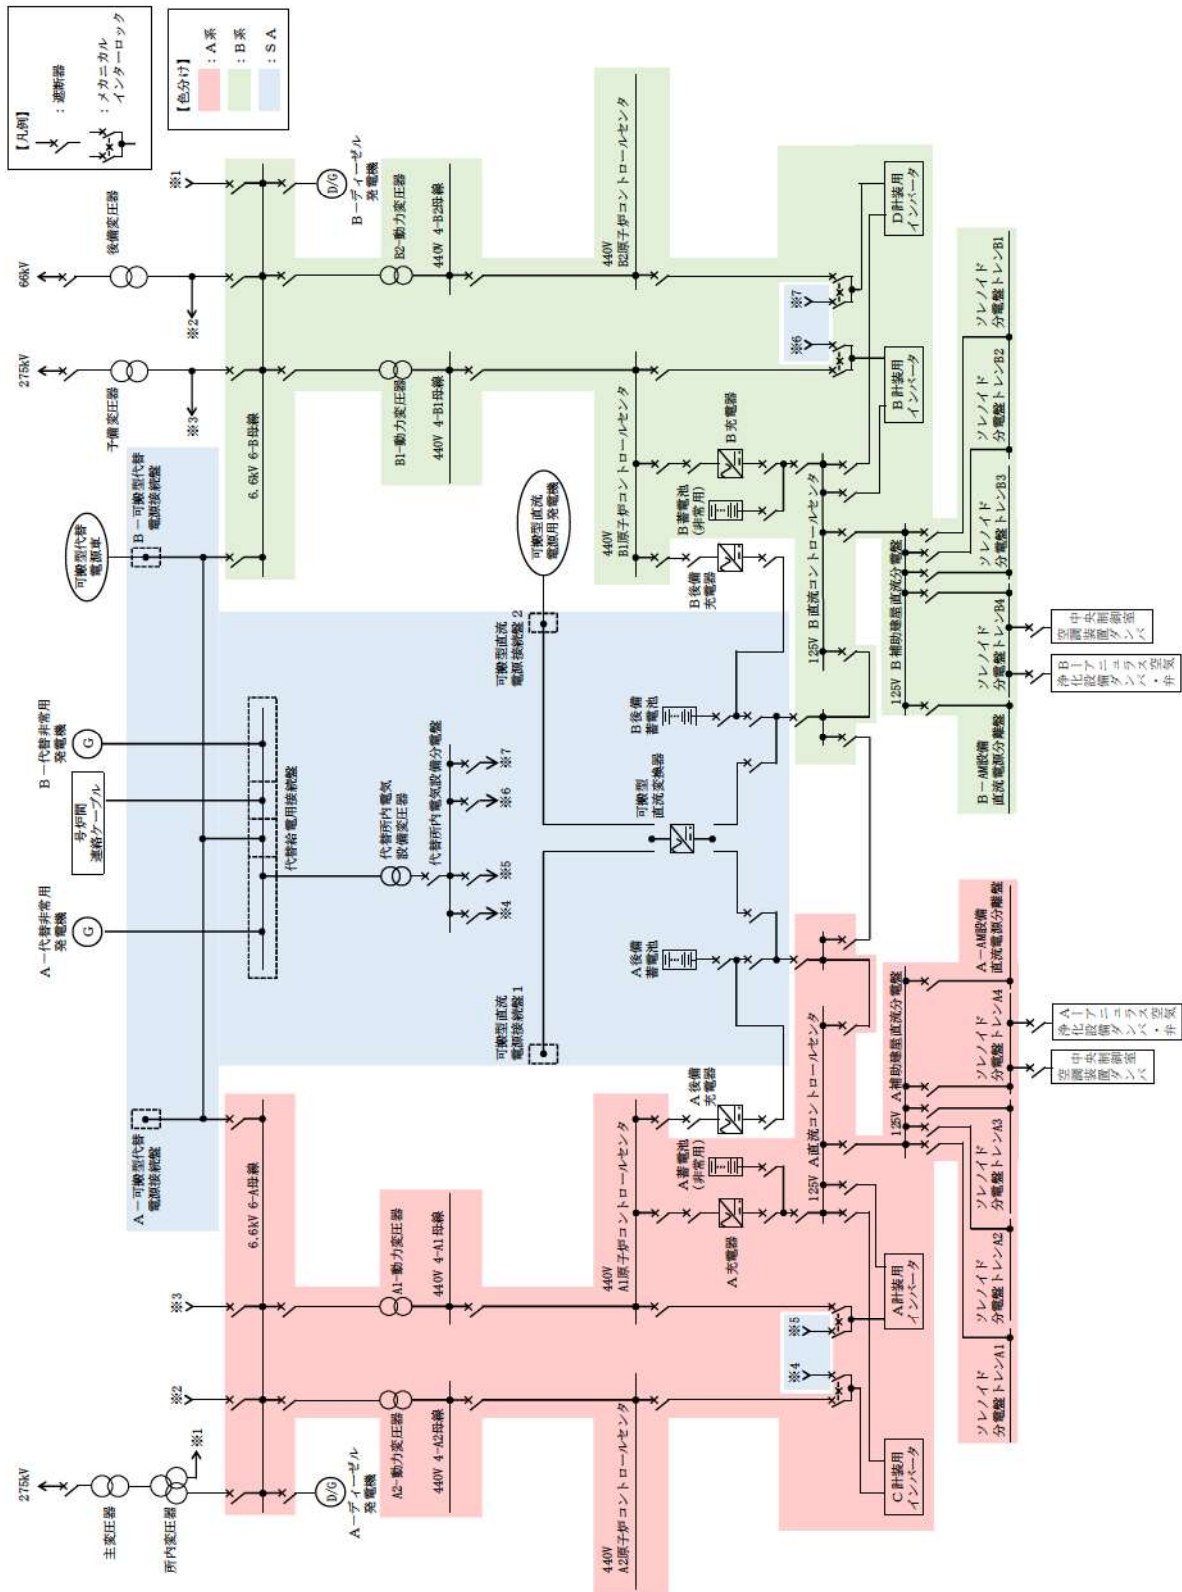 【凡例】
：遮断器
：メカニカル
インターロック
【色分け】
：A系
：B系
：SA
275kV
主変圧器
所内変圧器
※1
※2
※3
A－代替非常用
発電機
G
号炉間
連絡ケーブル
B－代替非常用
発電機
G
可搬型代替
電源車
275kV
予備変圧器
※3
66kV
後備変圧器
※2
※1
A－可搬型代替
電源接続盤
B－可搬型代替
電源接続盤
代替給電用接続盤
6.6kV 6-A母線
6.6kV 6-B母線
D/G
A－ディーゼル
発電機
D/G
B－ディーゼル
発電機
A2-動力変圧器
A1-動力変圧器
代替所内電気
設備変圧器
B1-動力変圧器
B2-動力変圧器
440V 4-A2母線
440V 4-A1母線
代替所内電気設備分電盤
440V 4-B1母線
440V 4-B2母線
※4
※5
※6
※7
可搬型直流
電源接続盤1
可搬型直流
電源接続盤2
可搬型直流
電源用発電機
440V
A2原子炉コントロールセンタ
440V
A1原子炉コントロールセンタ
440V
B1原子炉コントロールセンタ
440V
B2原子炉コントロールセンタ
A充電器
A蓄電池
(非常用)
A後備
充電器
A後備
蓄電池
可搬型
直流変換器
B後備
蓄電池
B後備
充電器
B蓄電池
(非常用)
B充電器
※4
※5
※6
※7
125V A直流コントロールセンタ
125V B直流コントロールセンタ
C計装用
インバータ
A計装用
インバータ
B計装用
インバータ
D計装用
インバータ
125V A補助建屋直流分電盤
125V B補助建屋直流分電盤
ソレノイド
分電盤トレンA1
ソレノイド
分電盤トレンA2
ソレノイド
分電盤トレンA3
ソレノイド
分電盤トレンA4
A－AM設備
直流電源分離盤
B－AM設備
直流電源分離盤
ソレノイド
分電盤トレンB4
ソレノイド
分電盤トレンB3
ソレノイド
分電盤トレンB2
ソレノイド
分電盤トレンB1
中央制御室
空調装置ダンパ
A－アニュラス空気
浄化設備ダンパ・弁
B－アニュラス空気
浄化設備ダンパ・弁
中央制御室
空調装置ダンパ